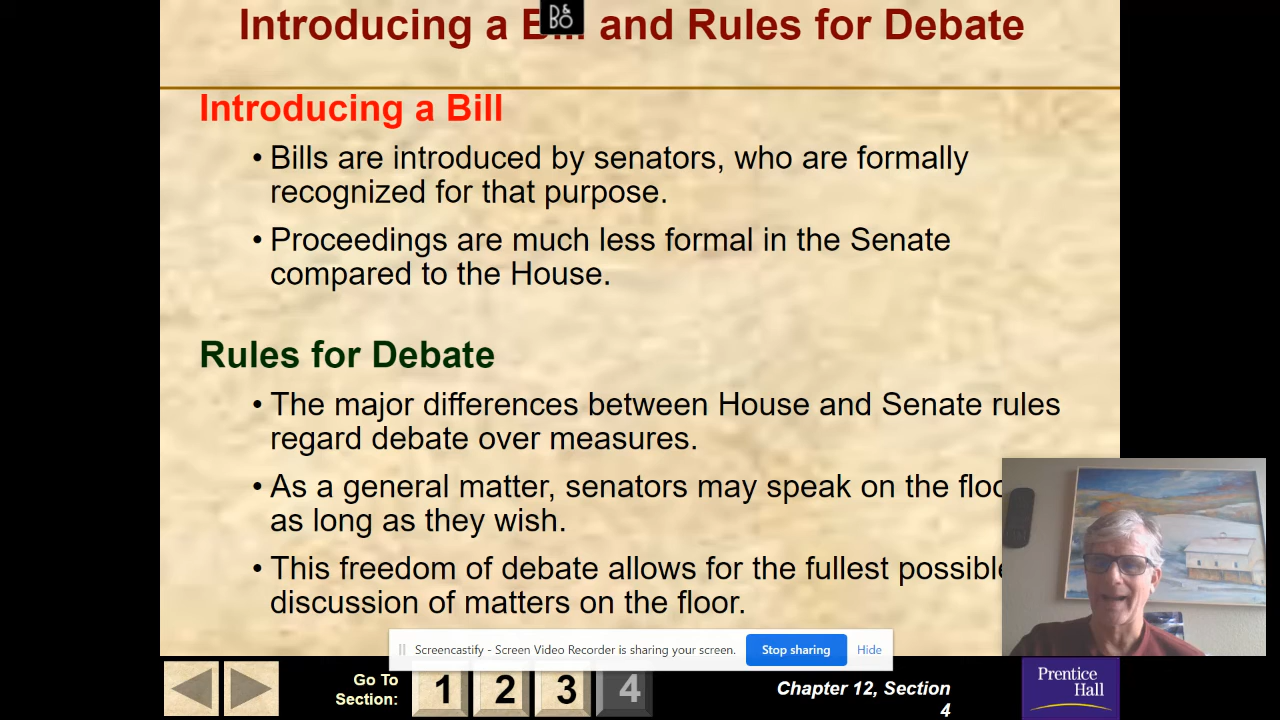 Introducing a Bill and Rules for Debate
B&O
Introducing a Bill
• Bills are introduced by senators, who are formally
recognized for that purpose.
• Proceedings are much less formal in the Senate
compared to the House.
Rules for Debate
• The major differences between House and Senate rules
regard debate over measures.
• As a general matter, senators may speak on the
as long as they wish.
• This freedom of debate allows for the fullest possible
discussion of matters on the floor.
Screencastify - Screen Video Recorder is sharing your screen.
Stop sharing
Hide
Go To
Section:
1
2
3
4
Chapter 12, Section
4
Prentice
Hall